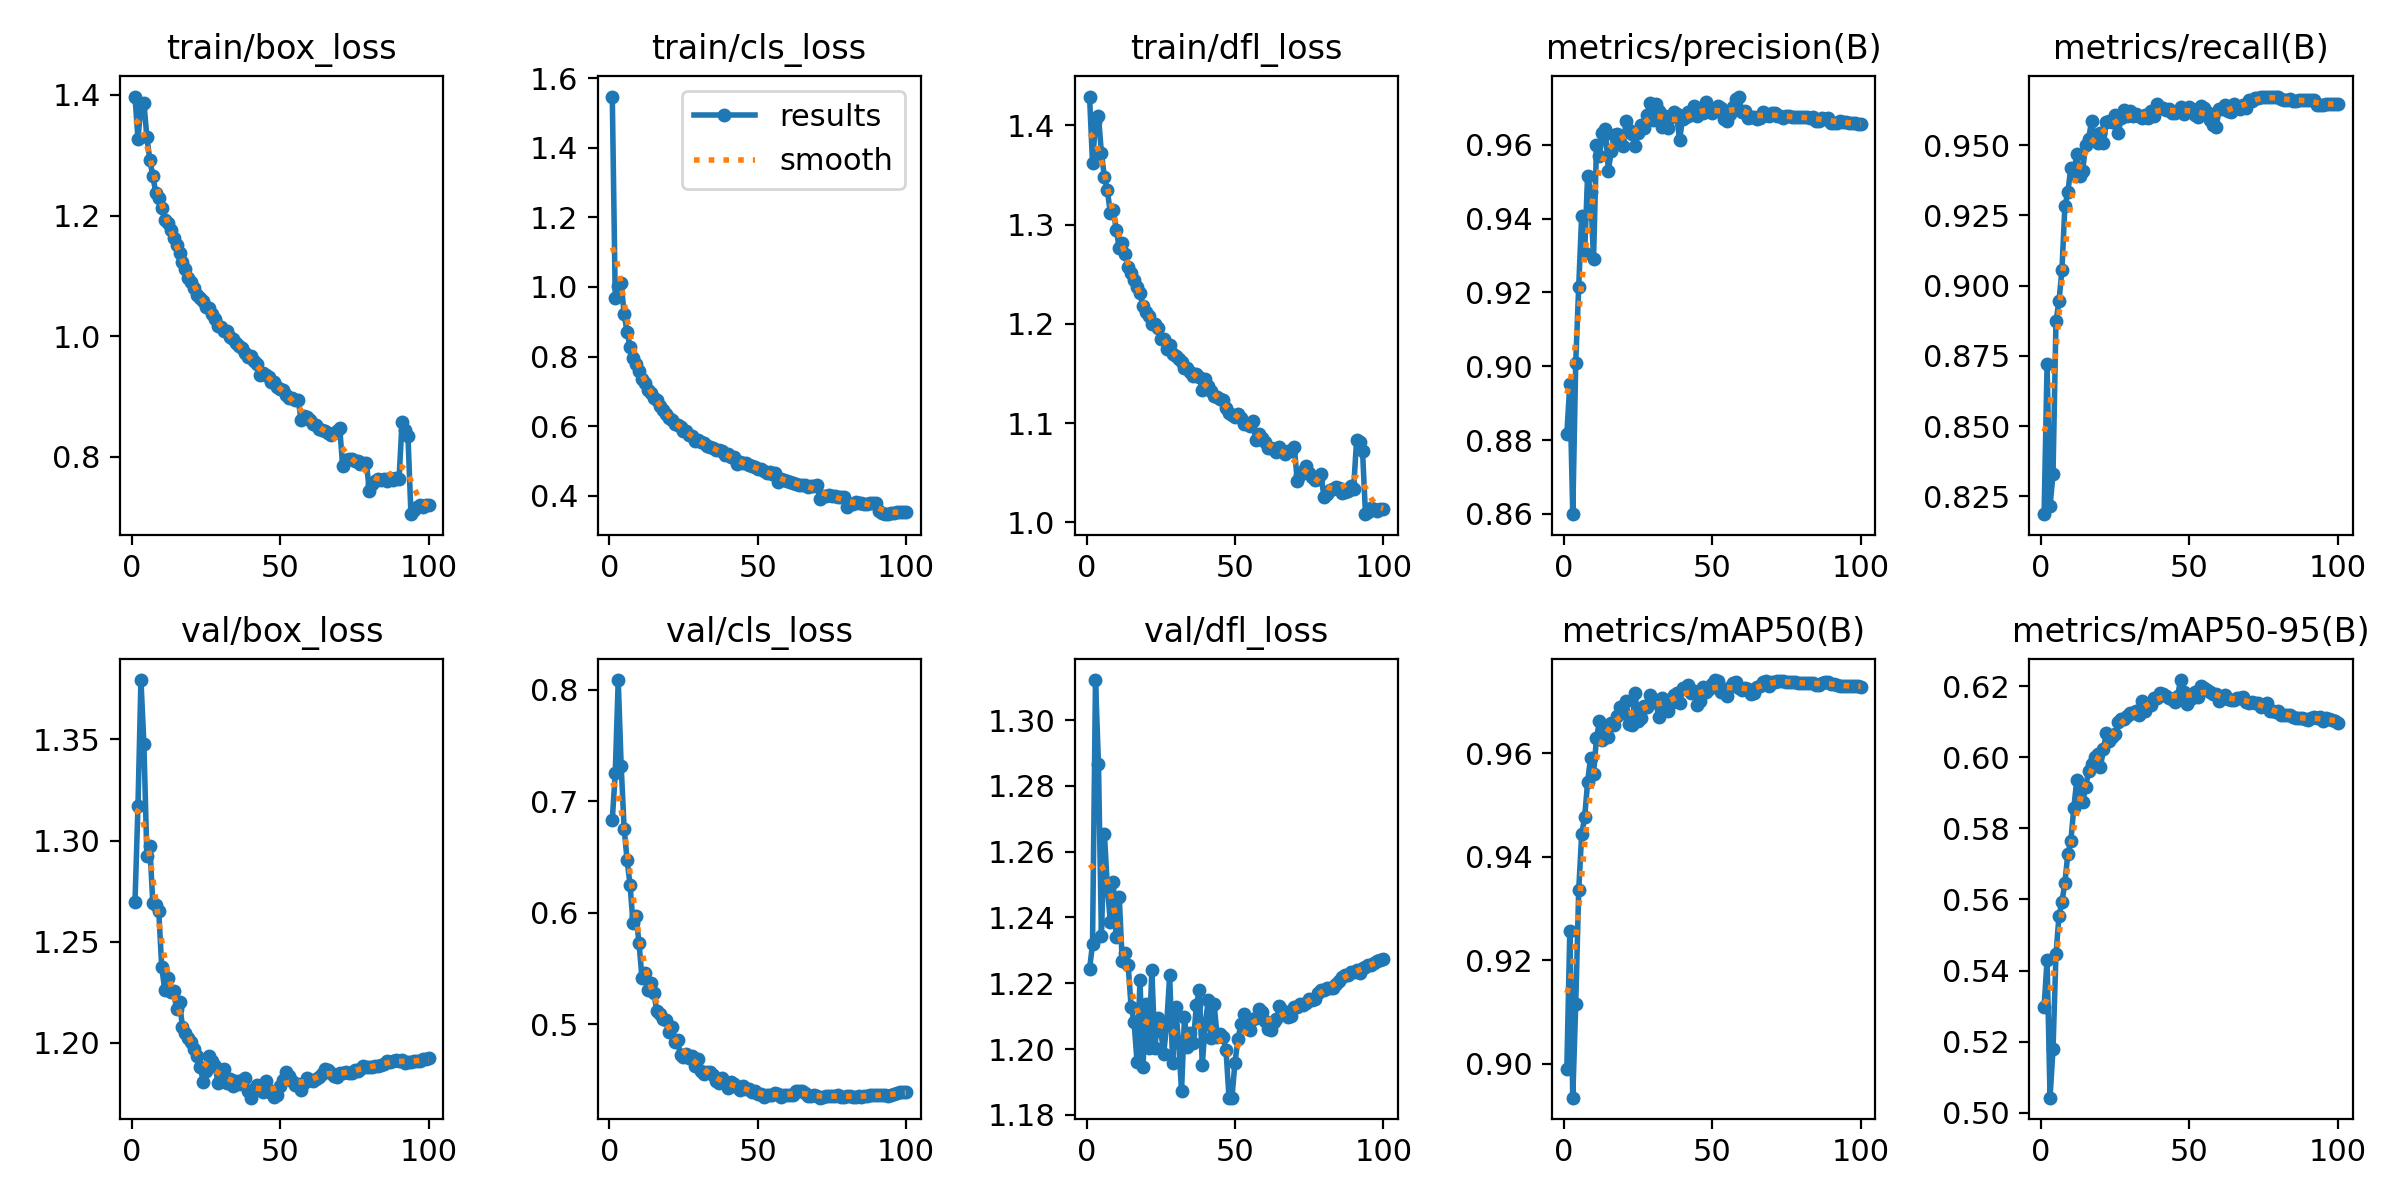 train/box_loss
1.4
1.2
1.0
0.8
0 50 100
train/cls_loss
results
smooth
1.6
1.4
1.2
1.0
0.8
0.6
0.4
0 50 100
train/dfl_loss
1.4
1.3
1.2
1.1
1.0
0 50 100
metrics/precision(B)
0.96
0.94
0.92
0.90
0.88
0.86
0 50 100
metrics/recall(B)
0.950
0.925
0.900
0.875
0.850
0.825
0 50 100
val/box_loss
1.35
1.30
1.25
1.20
0 50 100
val/cls_loss
0.8
0.7
0.6
0.5
0 50 100
val/dfl_loss
1.30
1.28
1.26
1.24
1.22
1.20
1.18
0 50 100
metrics/mAP50(B)
0.96
0.94
0.92
0.90
0 50 100
metrics/mAP50-95(B)
0.62
0.60
0.58
0.56
0.54
0.52
0.50
0 50 100